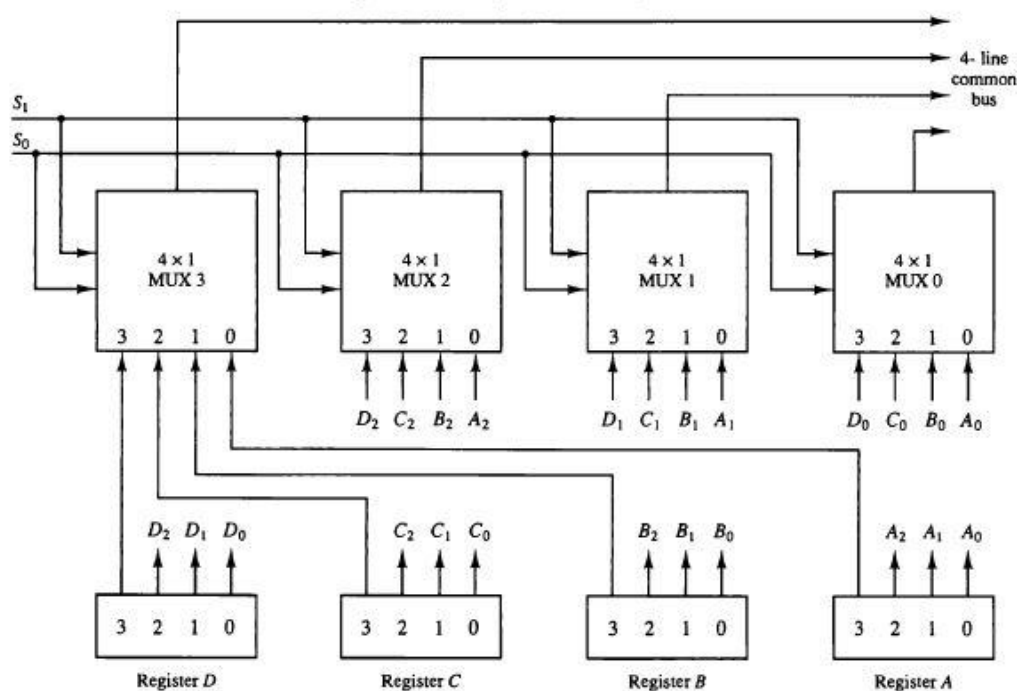 4- line
common
bus
S₁
S₀
4 × 1
MUX 3
4 × 1
MUX 2
4 × 1
MUX 1
4 × 1
MUX 0
3 2 1 0
3 2 1 0
3 2 1 0
3 2 1 0
D₂ C₂ B₂ A₂
D₁ C₁ B₁ A₁
D₀ C₀ B₀ A₀
D₂ D₁ D₀
C₂ C₁ C₀
B₂ B₁ B₀
A₂ A₁ A₀
3 2 1 0
3 2 1 0
3 2 1 0
3 2 1 0
Register D
Register C
Register B
Register A